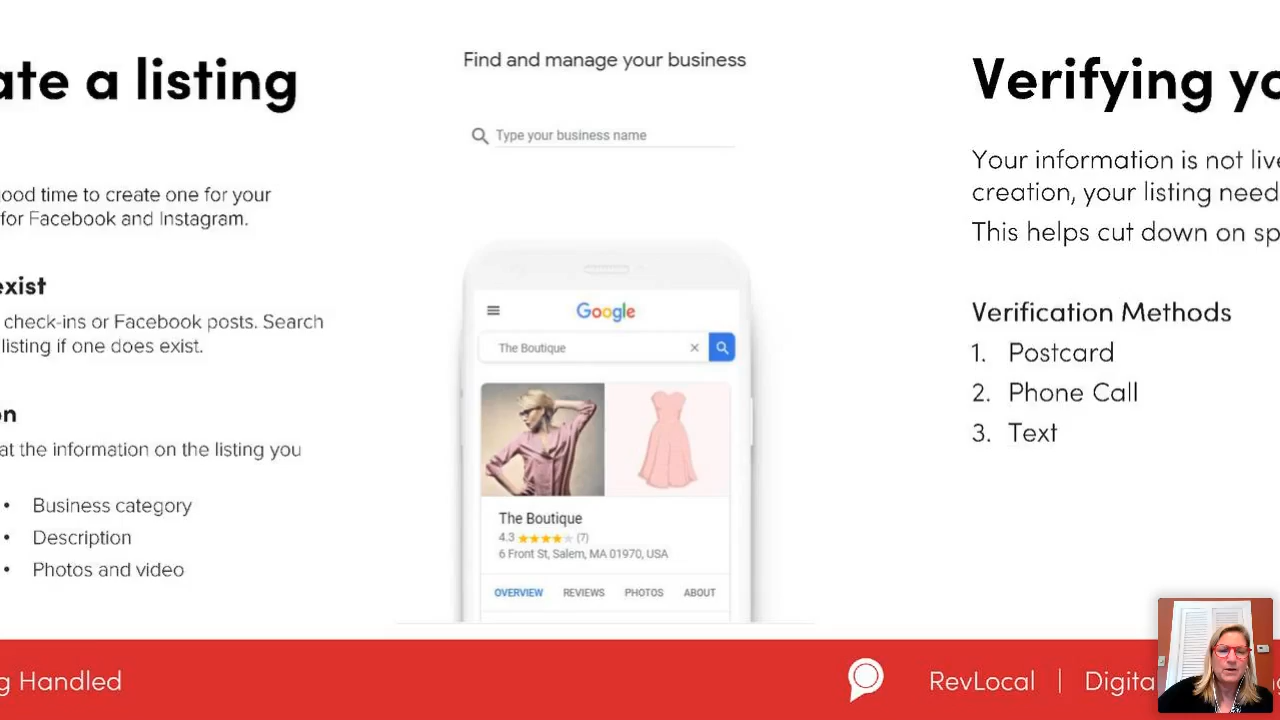 ate a listing
good time to create one for your
for Facebook and Instagram.
exist
check-ins or Facebook posts. Search
listing if one does exist.
on
at the information on the listing you
• Business category
• Description
• Photos and video
Find and manage your business
Type your business name
Google
The Boutique
The Boutique
4.3 ★★★★★ (7)
6 Front St, Salem, MA 01970, USA
OVERVIEW REVIEWS PHOTOS ABOUT
Verifying yo
Your information is not live
creation, your listing need
This helps cut down on sp
Verification Methods
1. Postcard
2. Phone Call
3. Text
g Handled
RevLocal | Digita